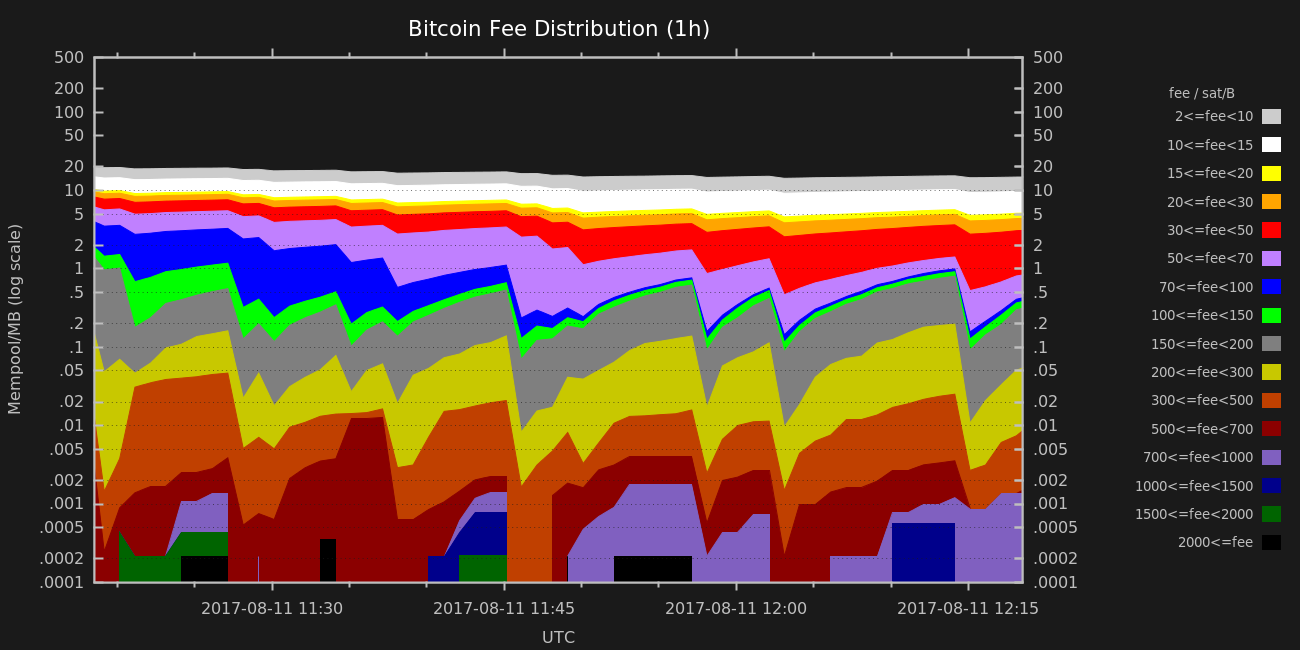 Bitcoin Fee Distribution (1h)
Mempool/MB (log scale)
500
200
100
50
20
10
5
2
1
.5
.2
.1
.05
.02
.01
.005
.002
.001
.0005
.0002
.0001
500
200
100
50
20
10
5
2
1
.5
.2
.1
.05
.02
.01
.005
.002
.001
.0005
.0002
.0001
2017-08-11 11:30
2017-08-11 11:45
2017-08-11 12:00
2017-08-11 12:15
UTC
fee / sat/B
2<=fee<10
10<=fee<15
15<=fee<20
20<=fee<30
30<=fee<50
50<=fee<70
70<=fee<100
100<=fee<150
150<=fee<200
200<=fee<300
300<=fee<500
500<=fee<700
700<=fee<1000
1000<=fee<1500
1500<=fee<2000
2000<=fee